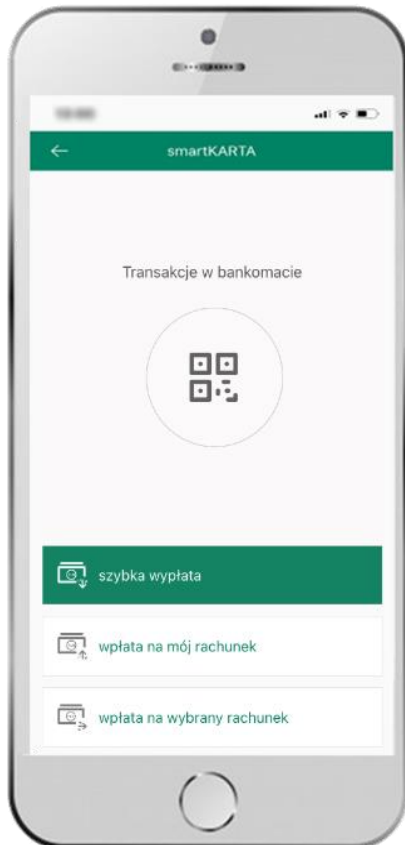 smartKARTA
Transakcje w bankomacie
szybka wypłata
wpłata na mój rachunek
wpłata na wybrany rachunek